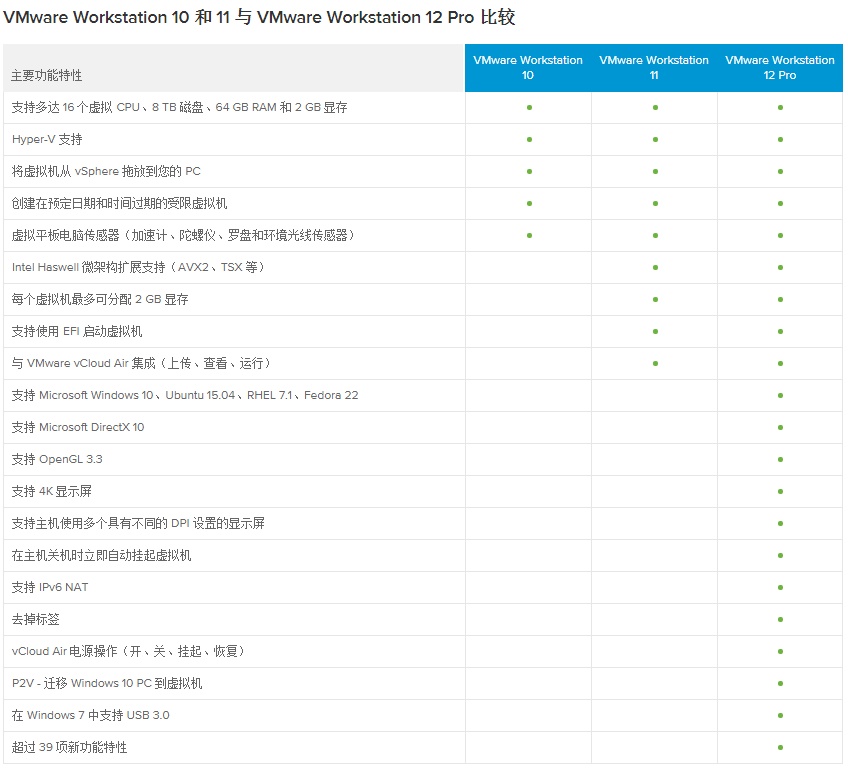 VMware Workstation 10 和 11 与 VMware Workstation 12 Pro 比较
主要功能特性
VMware Workstation 10
VMware Workstation 11
VMware Workstation 12 Pro
支持多达 16 个虚拟 CPU、8 TB 磁盘、64 GB RAM 和 2 GB 显存
Hyper-V 支持
将虚拟机从 vSphere 拖放到您的 PC
创建在预定日期和时间过期的受限虚拟机
虚拟平板电脑传感器（加速计、陀螺仪、罗盘和环境光线传感器）
Intel Haswell 微架构扩展支持（AVX2、TSX 等）
每个虚拟机最多可分配 2 GB 显存
支持使用 EFI 启动虚拟机
与 VMware vCloud Air 集成（上传、查看、运行）
支持 Microsoft Windows 10、Ubuntu 15.04、RHEL 7.1、Fedora 22
支持 Microsoft DirectX 10
支持 OpenGL 3.3
支持 4K 显示屏
支持主机使用多个具有不同的 DPI 设置的显示屏
在主机关机时立即自动挂起虚拟机
支持 IPv6 NAT
去掉标签
vCloud Air 电源操作（开、关、挂起、恢复）
P2V - 迁移 Windows 10 PC 到虚拟机
在 Windows 7 中支持 USB 3.0
超过 39 项新功能特性